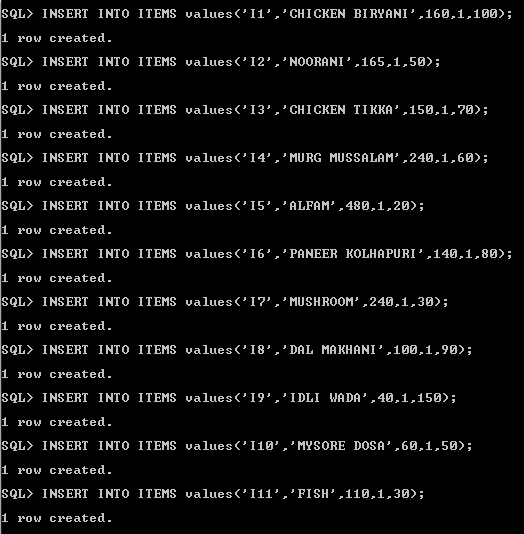 SQL> INSERT INTO ITEMS values('I1','CHICKEN BIRYANI',160,1,100);
1 row created.
SQL> INSERT INTO ITEMS values('I2','NOORANI',165,1,50);
1 row created.
SQL> INSERT INTO ITEMS values('I3','CHICKEN TIKKA',150,1,70);
1 row created.
SQL> INSERT INTO ITEMS values('I4','MURG MUSSALAM',240,1,60);
1 row created.
SQL> INSERT INTO ITEMS values('I5','ALFAM',480,1,20);
1 row created.
SQL> INSERT INTO ITEMS values('I6','PANEER KOLHAPURI',140,1,80);
1 row created.
SQL> INSERT INTO ITEMS values('I7','MUSHROOM',240,1,30);
1 row created.
SQL> INSERT INTO ITEMS values('I8','DAL MAKHANI',100,1,90);
1 row created.
SQL> INSERT INTO ITEMS values('I9','IDLI WADA',40,1,150);
1 row created.
SQL> INSERT INTO ITEMS values('I10','MYSORE DOSA',60,1,50);
1 row created.
SQL> INSERT INTO ITEMS values('I11','FISH',110,1,30);
1 row created.